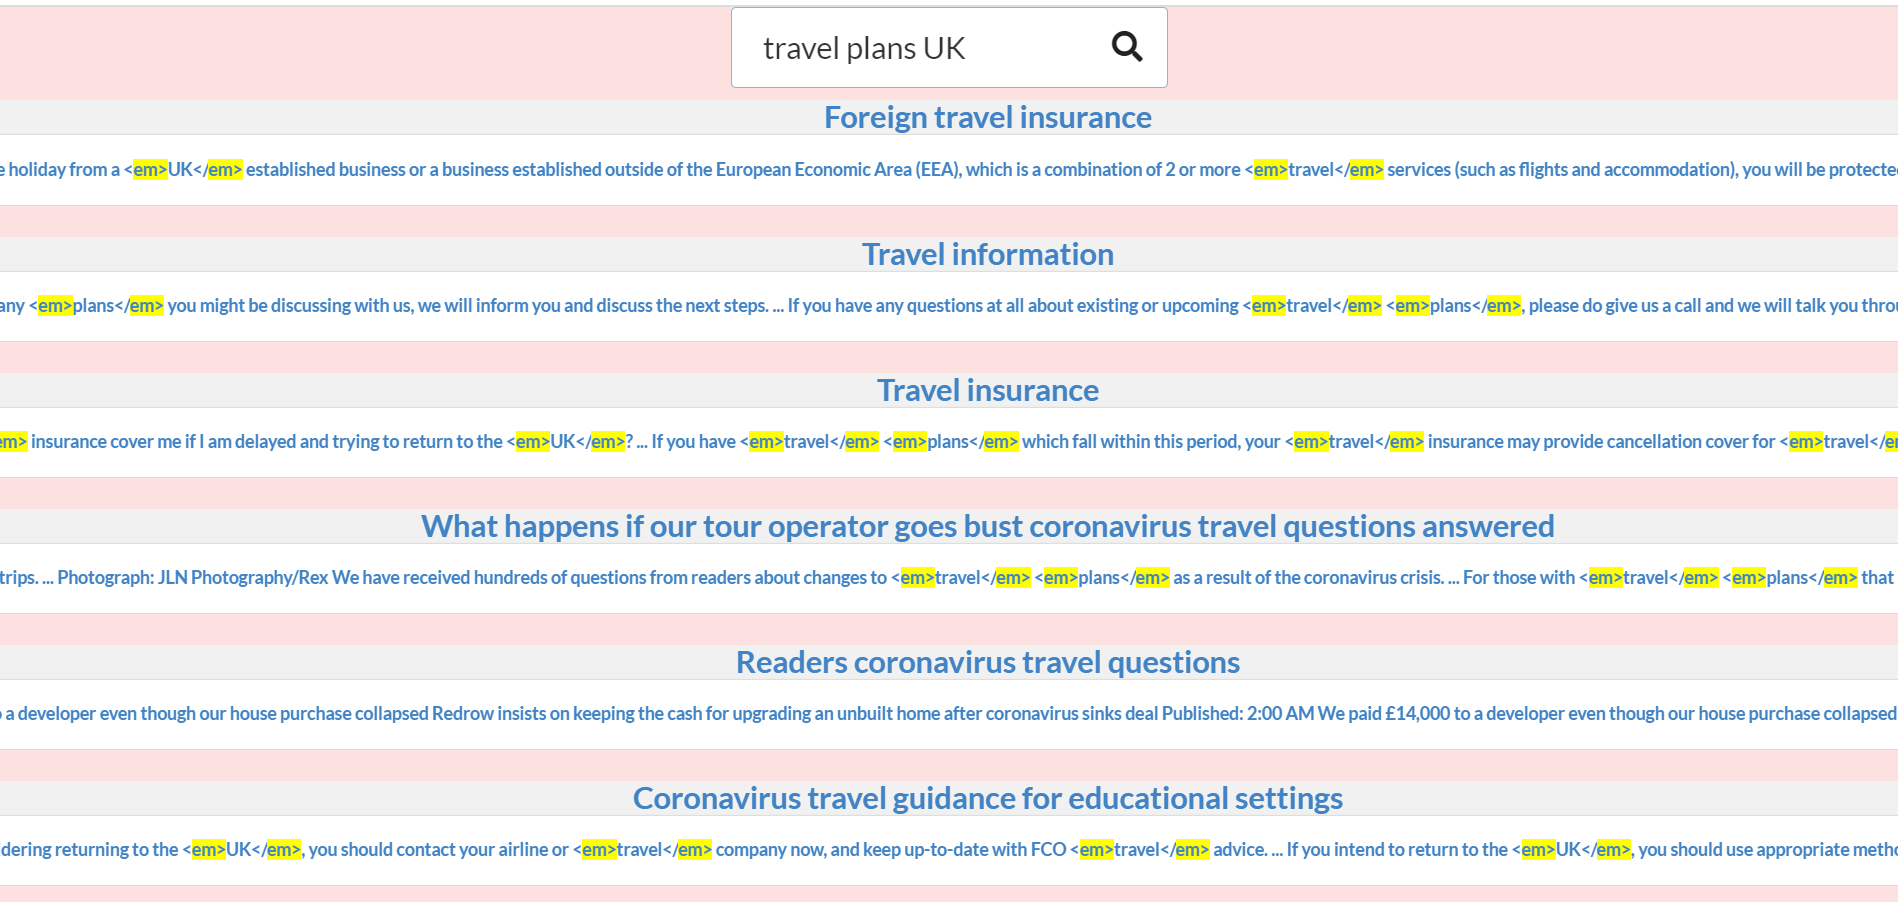 travel plans UK
Foreign travel insurance
e holiday from a <em>UK</em> established business or a business established outside of the European Economic Area (EEA), which is a combination of 2 or more <em>travel</em> services (such as flights and accommodation), you will be protecte
Travel information
any <em>plans</em> you might be discussing with us, we will inform you and discuss the next steps. ... If you have any questions at all about existing or upcoming <em>travel</em> <em>plans</em>, please do give us a call and we will talk you throu
Travel insurance
em> insurance cover me if I am delayed and trying to return to the <em>UK</em>? ... If you have <em>travel</em> <em>plans</em> which fall within this period, your <em>travel</em> insurance may provide cancellation cover for <em>travel</em
What happens if our tour operator goes bust coronavirus travel questions answered
trips. ... Photograph: JLN Photography/Rex We have received hundreds of questions from readers about changes to <em>travel</em> <em>plans</em> as a result of the coronavirus crisis. ... For those with <em>travel</em> <em>plans</em> that
Readers coronavirus travel questions
o a developer even though our house purchase collapsed Redrow insists on keeping the cash for upgrading an unbuilt home after coronavirus sinks deal Published: 2:00 AM We paid £14,000 to a developer even though our house purchase collapsed
Coronavirus travel guidance for educational settings
dering returning to the <em>UK</em>, you should contact your airline or <em>travel</em> company now, and keep up-to-date with FCO <em>travel</em> advice. ... If you intend to return to the <em>UK</em>, you should use appropriate metho